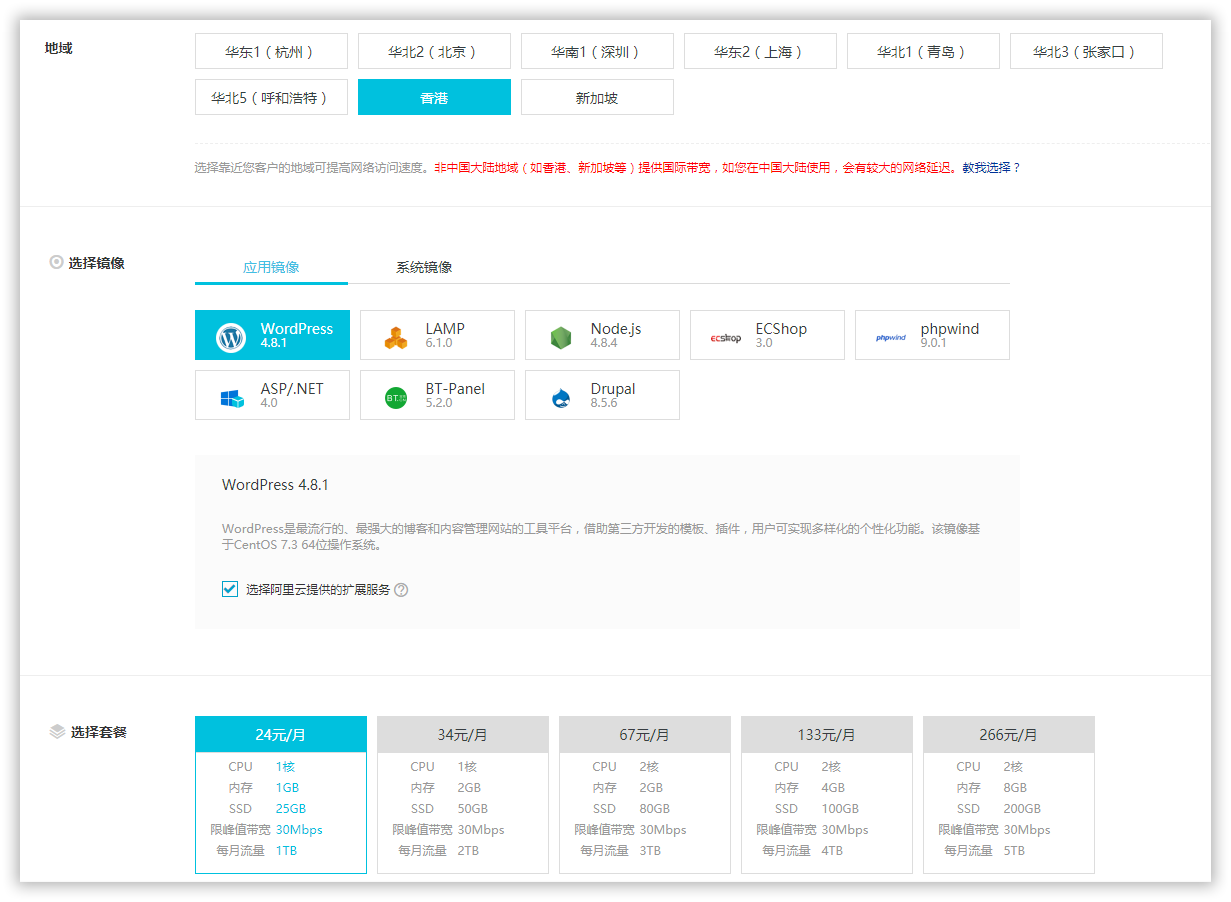 地域
华东1（杭州） 华北2（北京） 华南1（深圳） 华东2（上海） 华北1（青岛） 华北3（张家口）
华北5（呼和浩特） 香港 新加坡
选择靠近您客户的地域可提高网络访问速度。非中国大陆地域（如香港、新加坡等）提供国际带宽，如您在中国大陆使用，会有较大的网络延迟。教我选择？
选择镜像
应用镜像 系统镜像
WordPress LAMP Node.js ECShop phpwind
4.8.1 6.1.0 4.8.4 3.0 9.0.1
ASP/.NET BT-Panel Drupal
4.0 5.2.0 8.5.6
WordPress 4.8.1
WordPress是最流行的、最强大的博客和内容管理网站的工具平台，借助第三方开发的模板、插件，用户可实现多样化的个性化功能。该镜像基
于CentOS 7.3 64位操作系统。
选择阿里云提供的扩展服务
选择套餐
24元/月 34元/月 67元/月 133元/月 266元/月
CPU 1核 CPU 1核 CPU 2核 CPU 2核 CPU 2核
内存 1GB 内存 2GB 内存 2GB 内存 4GB 内存 8GB
SSD 25GB SSD 50GB SSD 80GB SSD 100GB SSD 200GB
限峰值带宽 30Mbps 限峰值带宽 30Mbps 限峰值带宽 30Mbps 限峰值带宽 30Mbps 限峰值带宽 30Mbps
每月流量 1TB 每月流量 2TB 每月流量 3TB 每月流量 4TB 每月流量 5TB